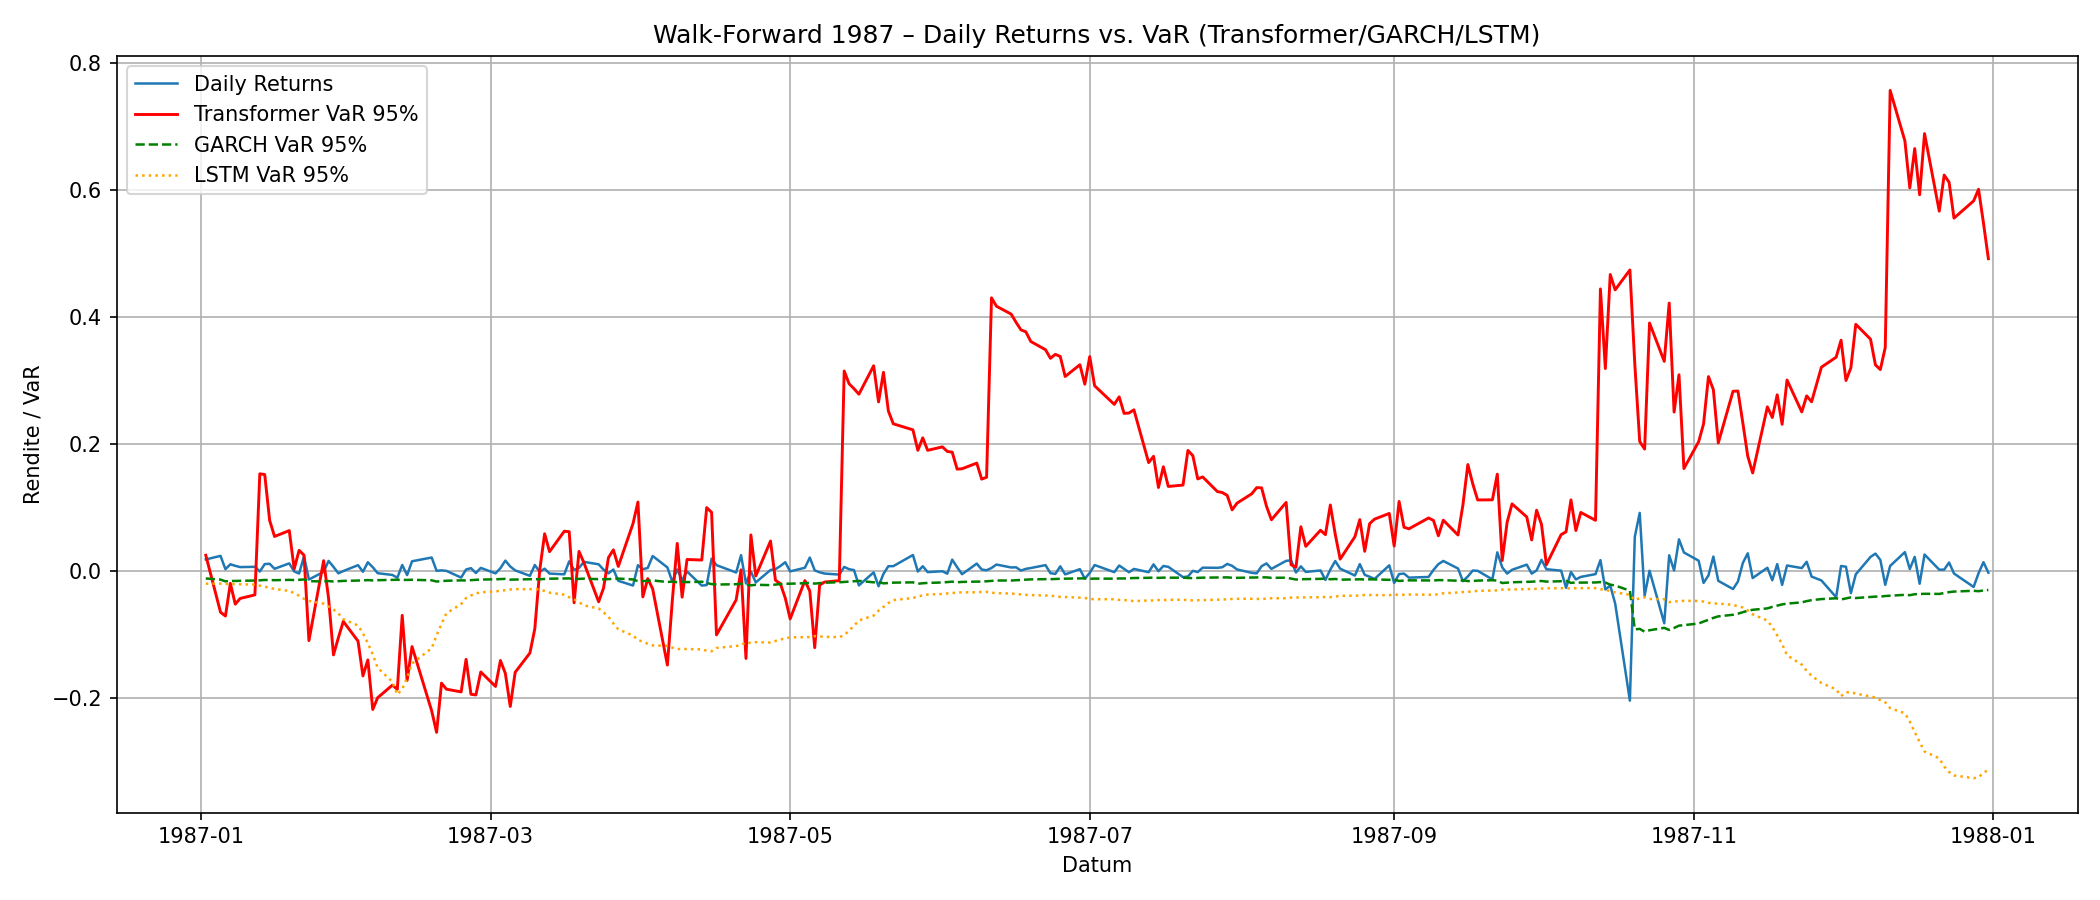 Walk-Forward 1987 – Daily Returns vs. VaR (Transformer/GARCH/LSTM)
Daily Returns
Transformer VaR 95%
GARCH VaR 95%
LSTM VaR 95%
Rendite / VaR
0.8
0.6
0.4
0.2
0.0
−0.2
1987-01
1987-03
1987-05
1987-07
1987-09
1987-11
1988-01
Datum